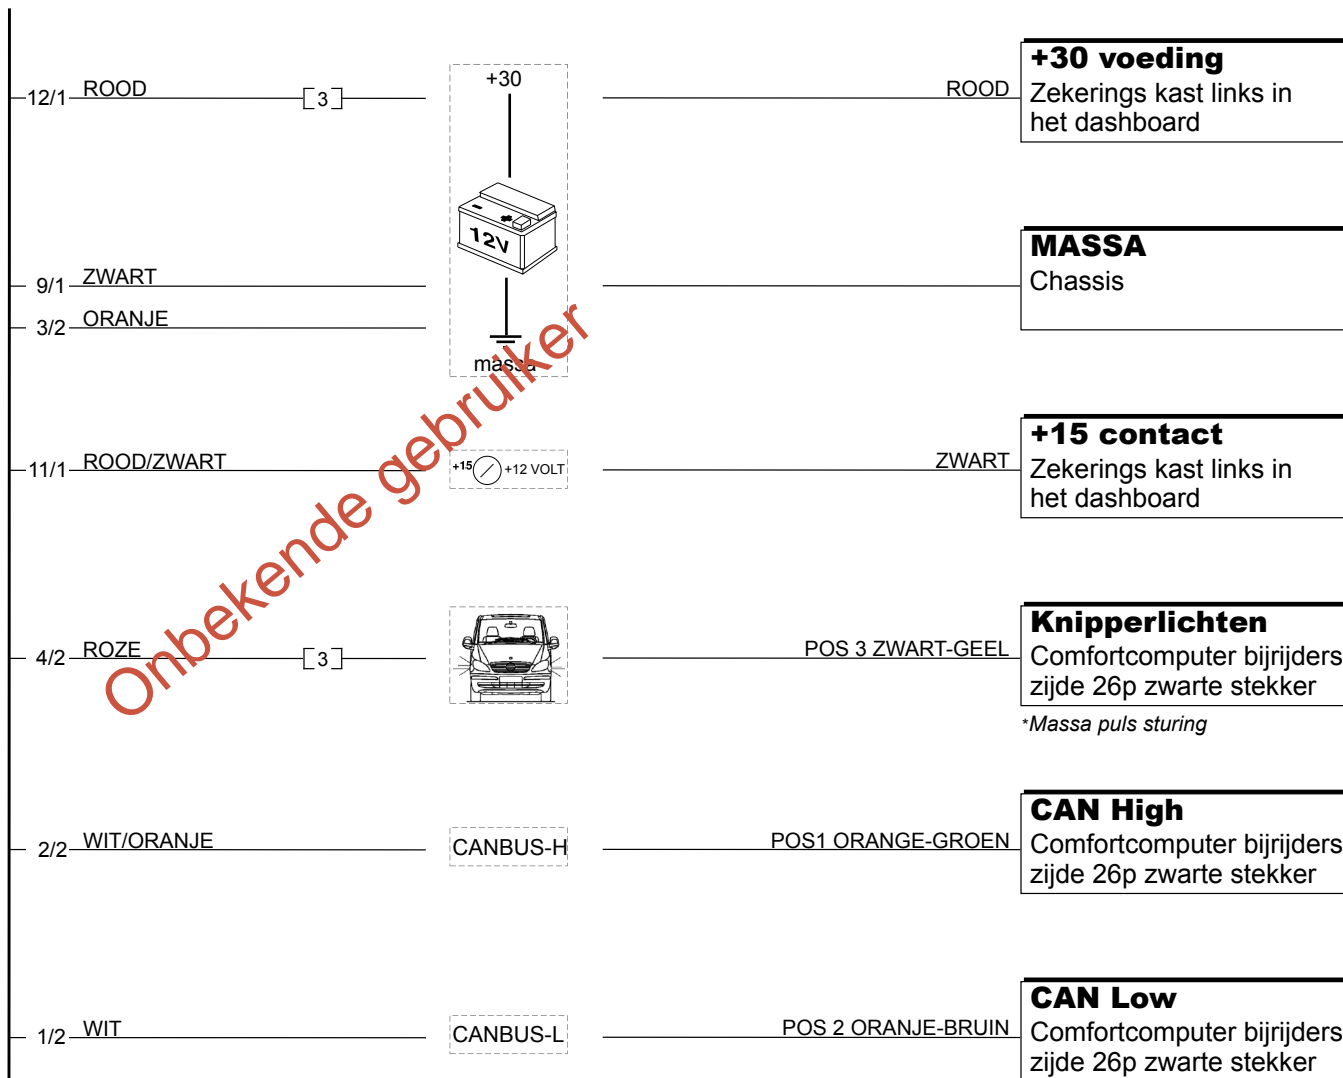 12/1 ROOD [3] +30 ROOD
+30 voeding
Zekerings kast links in
het dashboard
12V
9/1 ZWART
MASSA
Chassis
3/2 ORANJE
massa
11/1 ROOD/ZWART +15 +12 VOLT ZWART
+15 contact
Zekerings kast links in
het dashboard
Onbekende gebruiker
4/2 ROZE [3] POS 3 ZWART-GEEL
Knipperlichten
Comfortcomputer bijrijders
zijde 26p zwarte stekker
*Massa puls sturing
2/2 WIT/ORANJE CANBUS-H POS1 ORANGE-GROEN
CAN High
Comfortcomputer bijrijders
zijde 26p zwarte stekker
1/2 WIT CANBUS-L POS 2 ORANJE-BRUIN
CAN Low
Comfortcomputer bijrijders
zijde 26p zwarte stekker